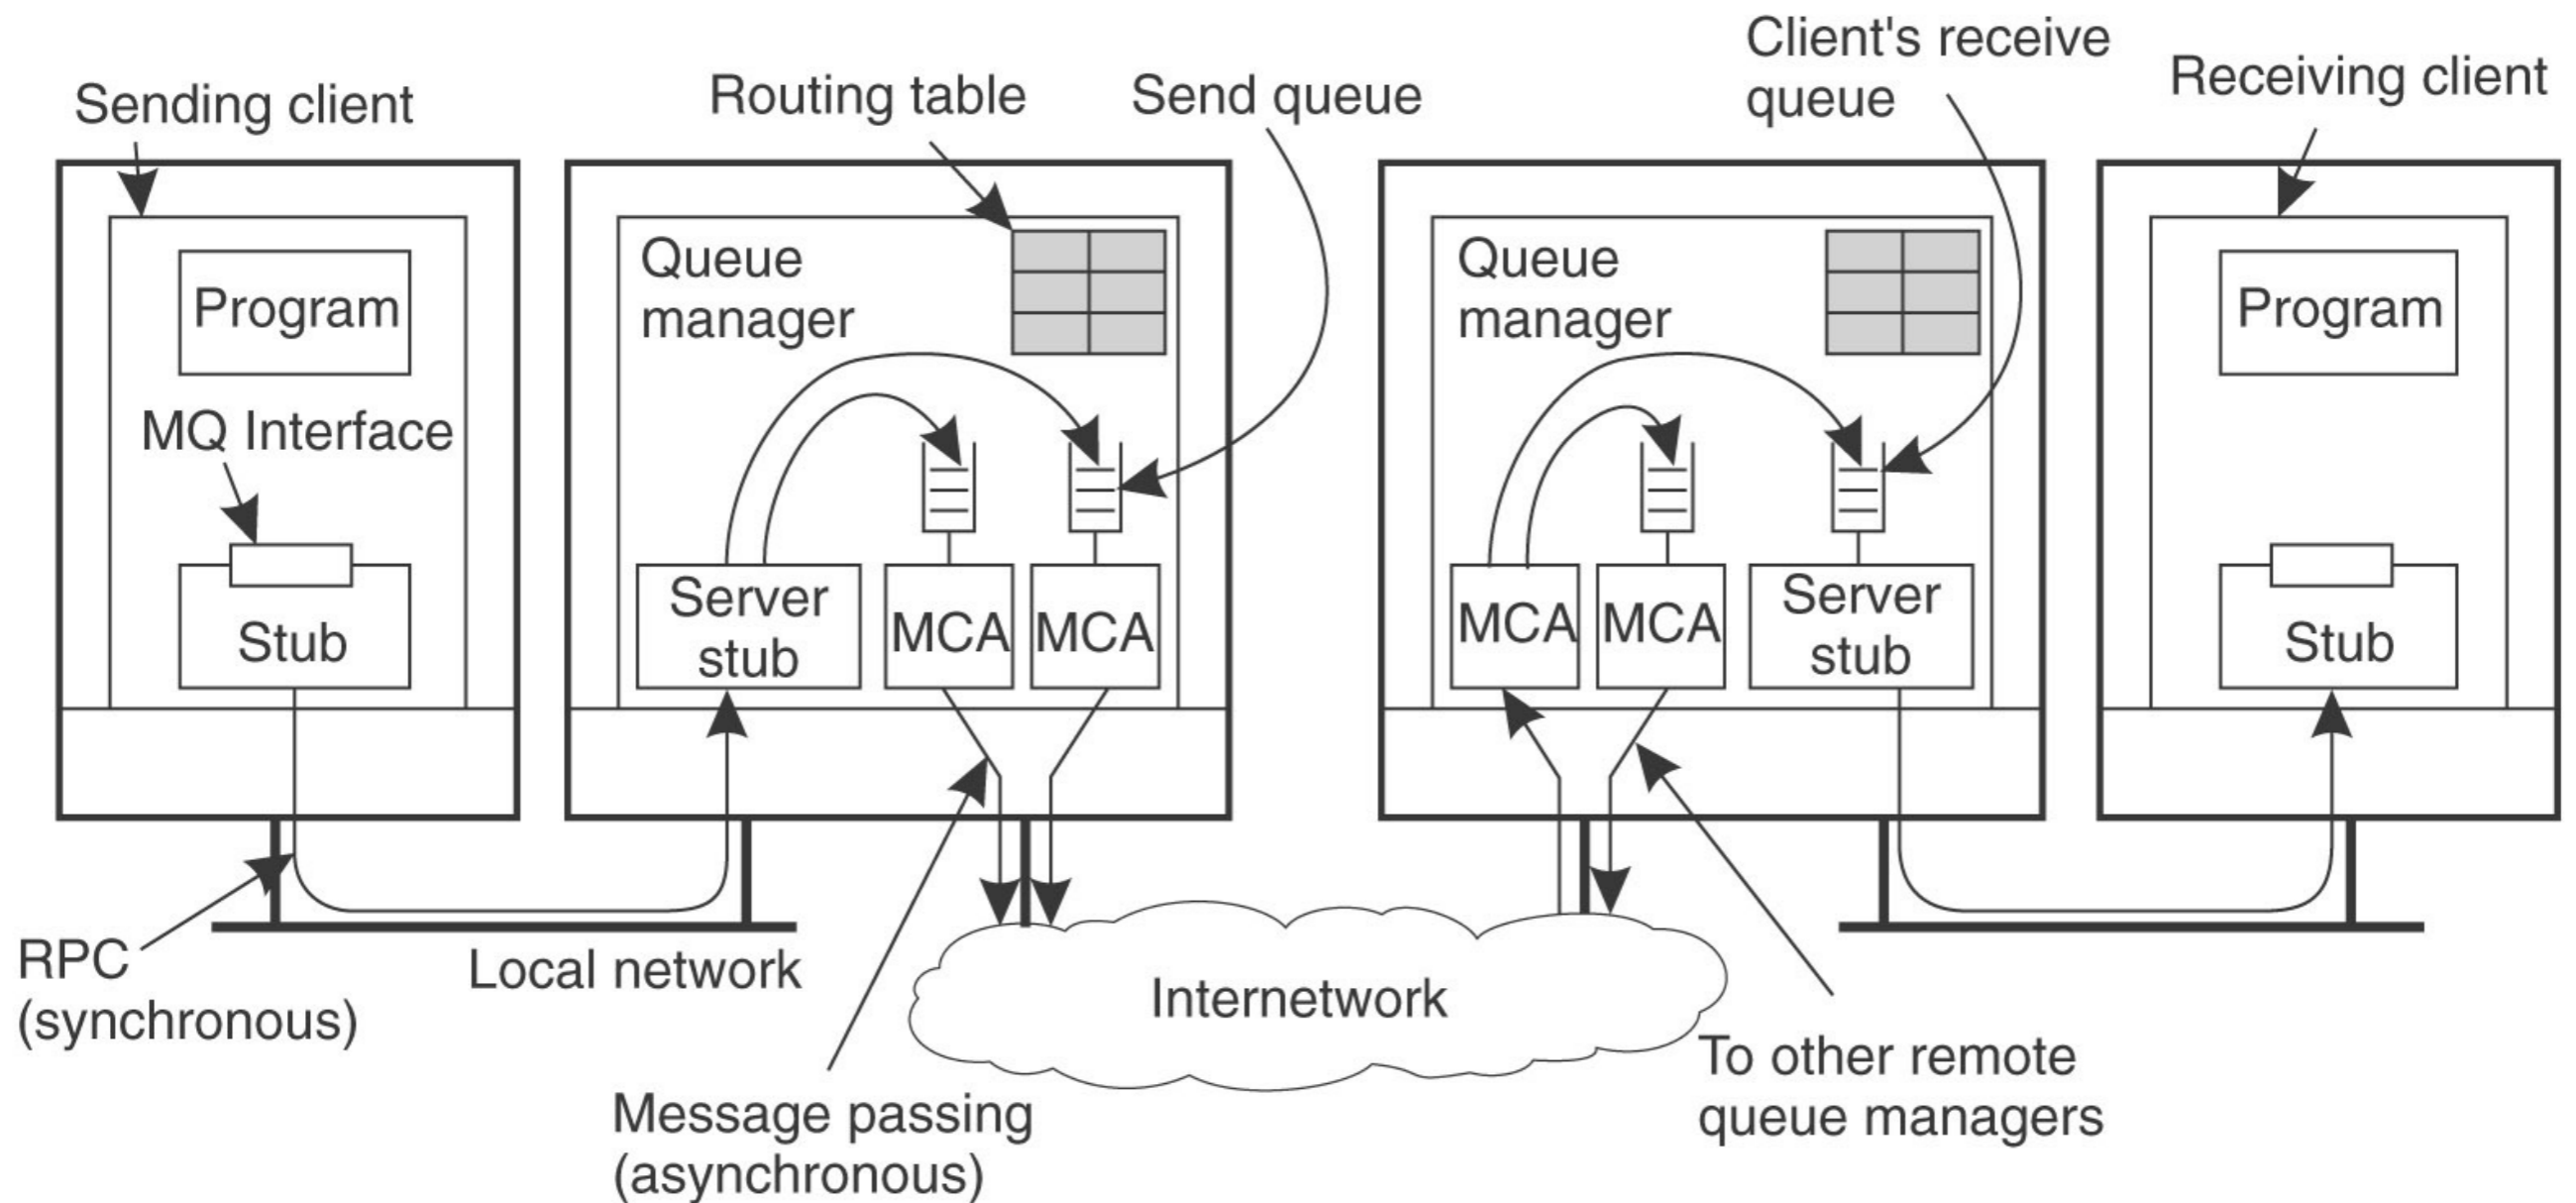 Sending client
Routing table
Send queue
Client's receive
queue
Receiving client
Program
MQ Interface
Stub
Queue
manager
Server
stub
MCA
MCA
Queue
manager
MCA
MCA
Server
stub
Program
Stub
RPC
(synchronous)
Local network
Message passing
(asynchronous)
Internetwork
To other remote
queue managers